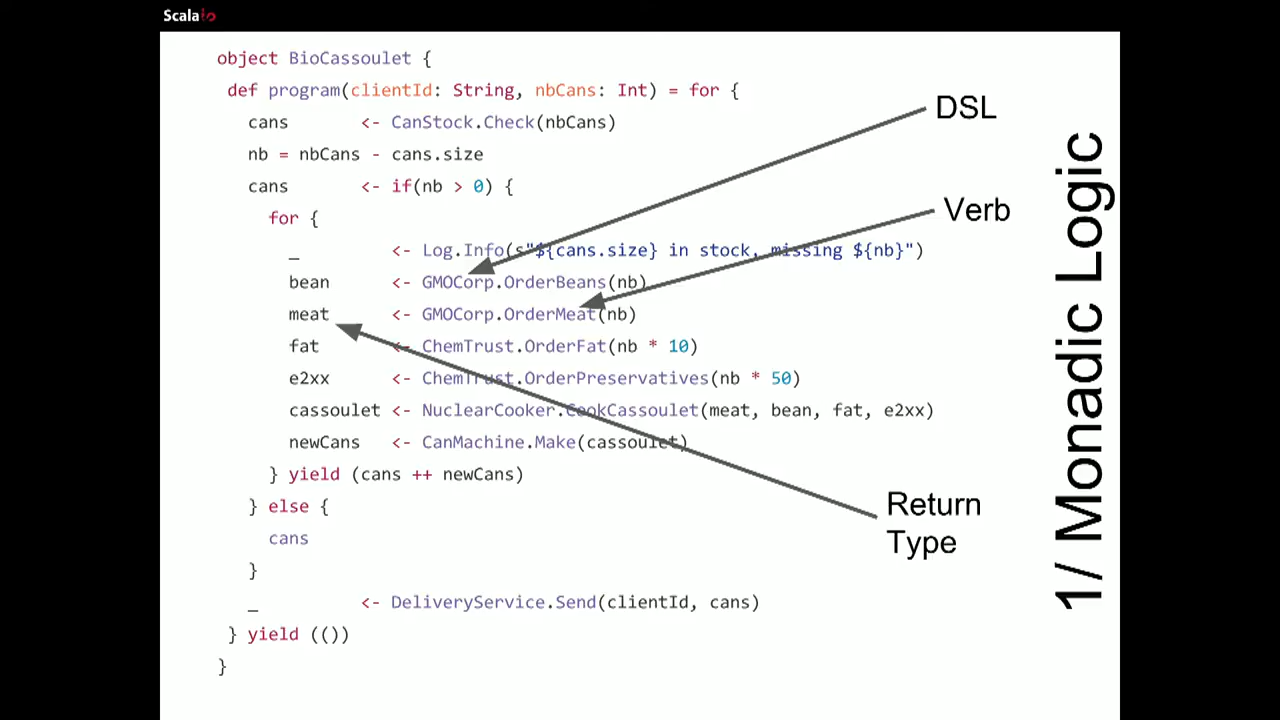 Scalaio
object BioCassoulet {
def program(clientId: String, nbCans: Int) = for {
cans <- CanStock.Check(nbCans)
nb = nbCans - cans.size
cans <- if(nb > 0) {
for {
_ <- Log.Info(s"${cans.size} in stock, missing ${nb}")
bean <- GMOCorp.OrderBeans(nb)
meat <- GMOCorp.OrderMeat(nb)
fat <- ChemTrust.OrderFat(nb * 10)
e2xx <- ChemTrust.OrderPreservatives(nb * 50)
cassoulet <- NuclearCooker.CookCassoulet(meat, bean, fat, e2xx)
newCans <- CanMachine.Make(cassoulet)
} yield (cans ++ newCans)
} else {
cans
}
_ <- DeliveryService.Send(clientId, cans)
} yield (())
}
DSL
Verb
Return
Type
1/ Monadic Logic